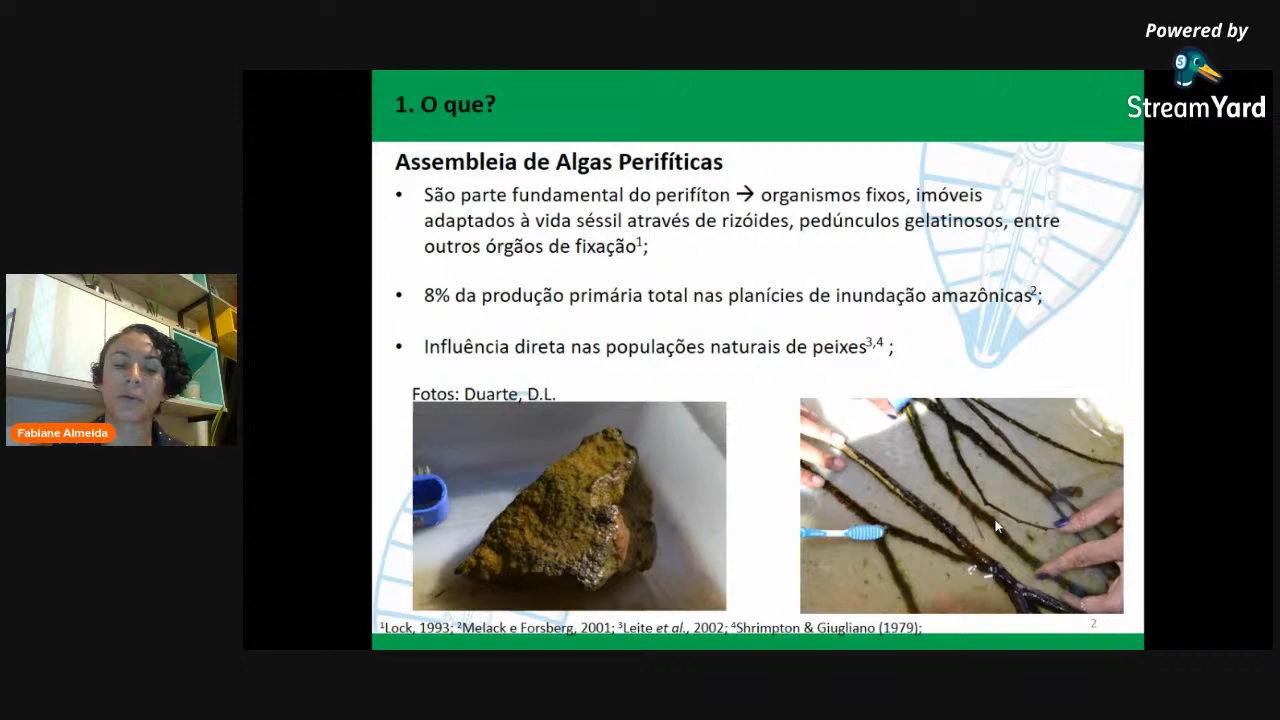 Powered by
StreamYard
1. O que?
Assembleia de Algas Perifíticas
• São parte fundamental do perifíton → organismos fixos, imóveis
adaptados à vida séssil através de rizóides, pedúnculos gelatinosos, entre
outros órgãos de fixação¹;
• 8% da produção primária total nas planícies de inundação amazônicas²;
• Influência direta nas populações naturais de peixes³,⁴ ;
Fotos: Duarte, D.L.
Fabiane Almeida
¹Lock, 1993; ²Melack e Forsberg, 2001; ³Leite et al., 2002; ⁴Shrimpton & Giugliano (1979);
2